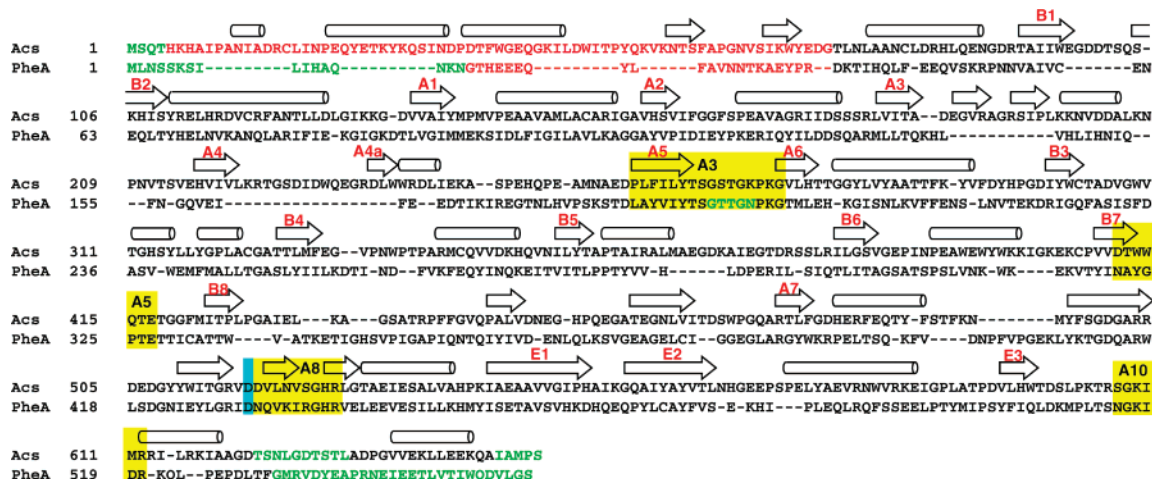 B1
Acs 1 MSQTHKHAIPANIADRCLINPEQYETKYKQSINDPDTFWGEQGKILDWITPYQKVKNTSFAPGNVSIKWYEDGTLNLAANCLDRHLQENGDRTAIIWEGDDTSQS-
PheA 1 MLNSSKSI---------LIHAQ--------NKNGTHEEEQ--------YL------FAVNNTKAEYPR--DKTIHQLF-EEQVSKRPNNVAIVC----EN
B2 A1 A2 A3
Acs 106 KHISYRELHRDVCRFANTLLDLGIKKG--DVVAIYMPMVPEAAVAMLACARIGAVHSVIFGGFSPEAVAGRIIDSSSRLVITA--DEGVRAGRSIPLKKNVDDALKN
PheA 63 EQLTYHELNVKANQLARIFIE-KGIGKDTLVGIMMEKSIDLFIGILAVLKAGGAYVPIDIEYPKERIQYILDDSQARMLLTQKHL-----VHLIHNIQ-
A4 A4a A5 A3 A6 B3
Acs 209 PNVTSVEHVIVLKRTGSDIDWQEGRDLWWRDLIEKA--SPEHQPE-AMNAEDPLFILYTSGSTGKPKGVLHTTGGYLVYAATTFK-YVFDYHPGDIYWCTADVGWV
PheA 155 --FN-GQVEI------------------FE--EDTIKIREGTNLHVPSKSTDLAYVIYTSGTTGNPKGTMLEH-KGISNLKVFFENS-LNVTEKDRIGQFASISFD
B4 B5 B6 B7
Acs 311 TGHSYLLYGPLACGATTLMFEG--VPNWPTPARMCQVVDKHQVNILYTAPTAIRALMAEGDKAIEGTDRSSLRILGSVGEPINPEAWEWYWKKIGKEKCPVVDTWW
PheA 236 ASV-WEMFMALLTGASLYIILKDTI-ND--FVKFEQYINQKEITVITLPPTYVV-H-------LDPERIL-SIQTLITAGSATSPSLVNK-WK----EKVTYINAYG
A5 B8 A7
Acs 415 QTETGGFMITPLPGAIEL---KA---GSATRPFFGVQPALVDNEG-HPQEGATEGNLVITDSWPGQARTLFGDHERFEQTY-FSTFKN-----MYFSGDGARR
PheA 325 PTETTICATTW-----V--ATKETIGHSVPIGAPIQNTQIYIVD-ENLQLKSVGEAGELCI--GGEGLARGYWKRPELTSQ-KFV----DNPFVPGEKLYKTGDQARW
A8 E1 E2 E3 A10
Acs 505 DEDGYYWITGRVDDVLNVSGHRLGTAEIESALVAHPKIAEAAVVGIPHAIKGQAIYAYVTLNHGEEPSPELYAEVRNWVRKEIGPLATPDVLHWTDSLPKTRSGKI
PheA 418 LSDGNIEYLGRIDNQVKIRGHRVELEEVESILLKHMYISETAVSVHKDHQEQPYLCAYFVS-E-KHI---PLEQLRQFSSEELPTYMIPSYFIQLDKMPLTSNGKI
Acs 611 MRRI-LRKIAAGDTSNLGDTSTLADPGVVEKLLEEKQAIAMPS
PheA 519 DR-KOL--PEPDLTFGMRVDYEAPRNEIEETLVTIWODVLGS